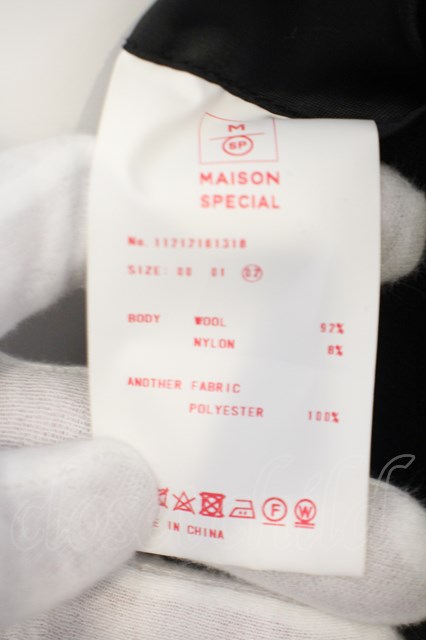 M
SP
MAISON
SPECIAL
No. 11212161318
SIZE: 00 01 02
BODY WOOL 92%
NYLON 8%
ANOTHER FABRIC
POLYESTER 100%
F W
E IN CHINA